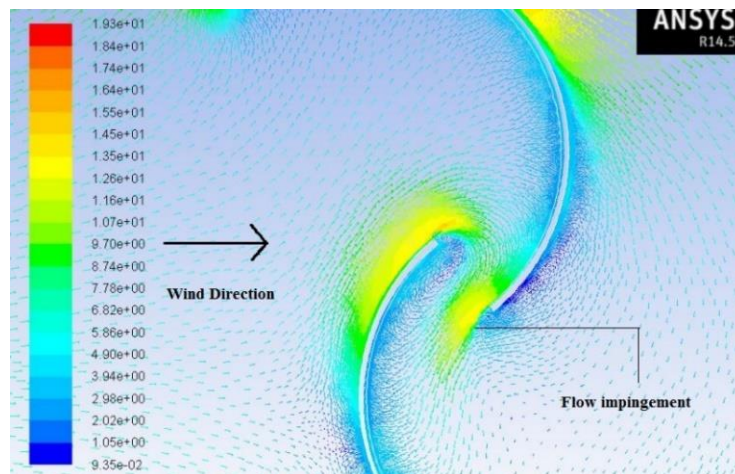 ANSYS
R14.5
1.93e+01
1.84e+01
1.74e+01
1.64e+01
1.55e+01
1.45e+01
1.35e+01
1.26e+01
1.16e+01
1.07e+01
9.70e+00
8.74e+00
7.78e+00
6.82e+00
5.86e+00
4.90e+00
3.94e+00
2.98e+00
2.02e+00
1.05e+00
9.35e-02
Wind Direction
Flow impingement